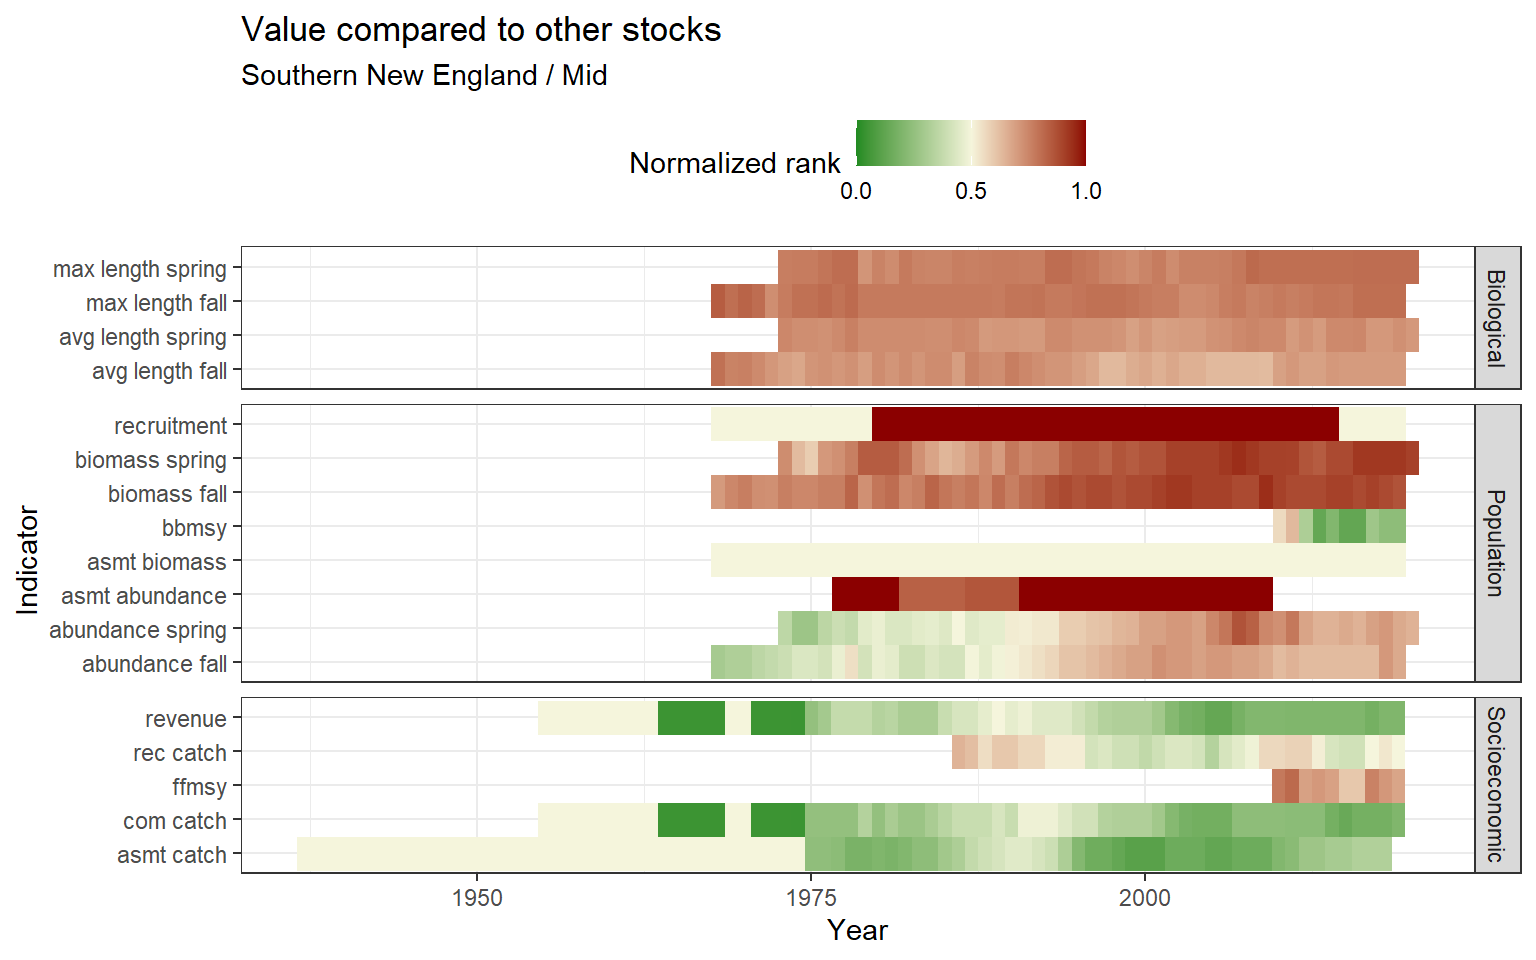 Value compared to other stocks
Southern New England / Mid
Normalized rank
0.0 0.5 1.0
max length spring
max length fall
avg length spring
avg length fall
Biological
recruitment
biomass spring
biomass fall
bbmsy
asmt biomass
asmt abundance
abundance spring
abundance fall
Population
revenue
rec catch
ffmsy
com catch
asmt catch
Socioeconomic
Indicator
1950 1975 2000
Year